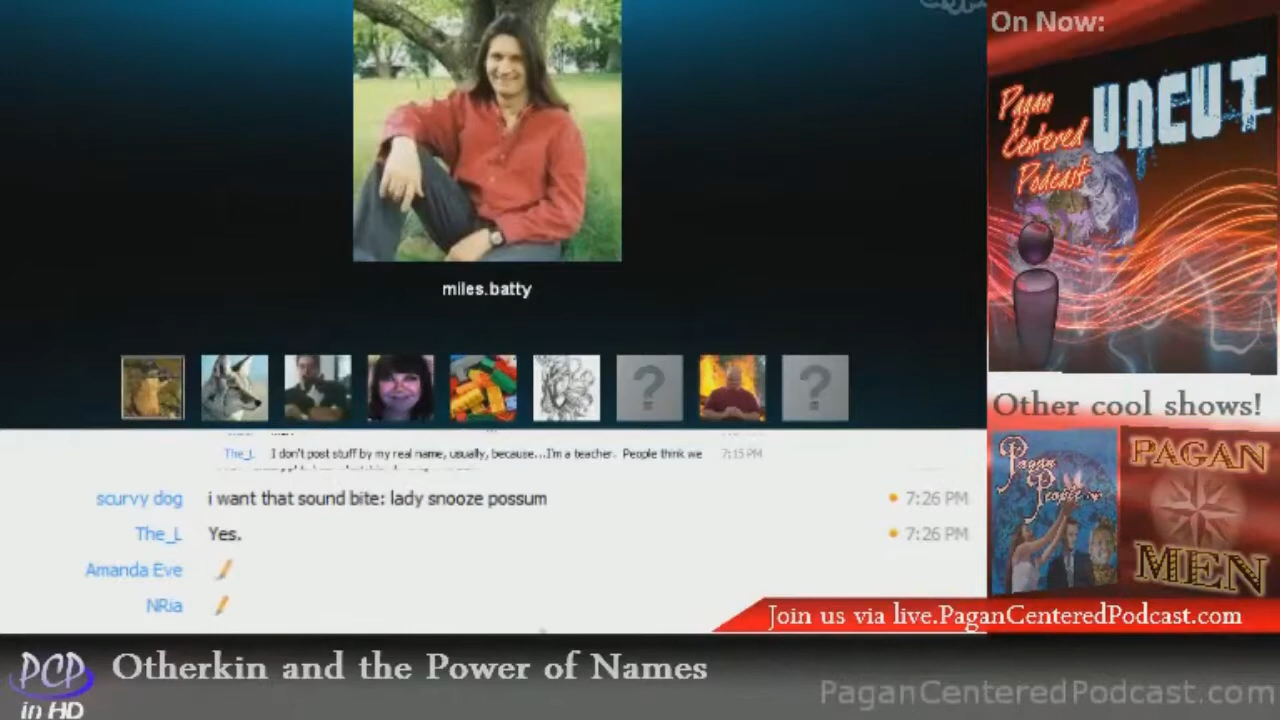 On Now:
Pagan
Centered
Podcast
UNCUT
miles.batty
?
?
The_L I don't post stuff by my real name, usually, because...I'm a teacher. People think we 7:15 PM
scurvy dog i want that sound bite: lady snooze possum 7:26 PM
The_L Yes. 7:26 PM
Amanda Eve
NRia
Other cool shows!
Pagan
People
PAGAN
MEN
Join us via live.PaganCenteredPodcast.com
PCP
in HD
Otherkin and the Power of Names
PaganCenteredPodcast.com